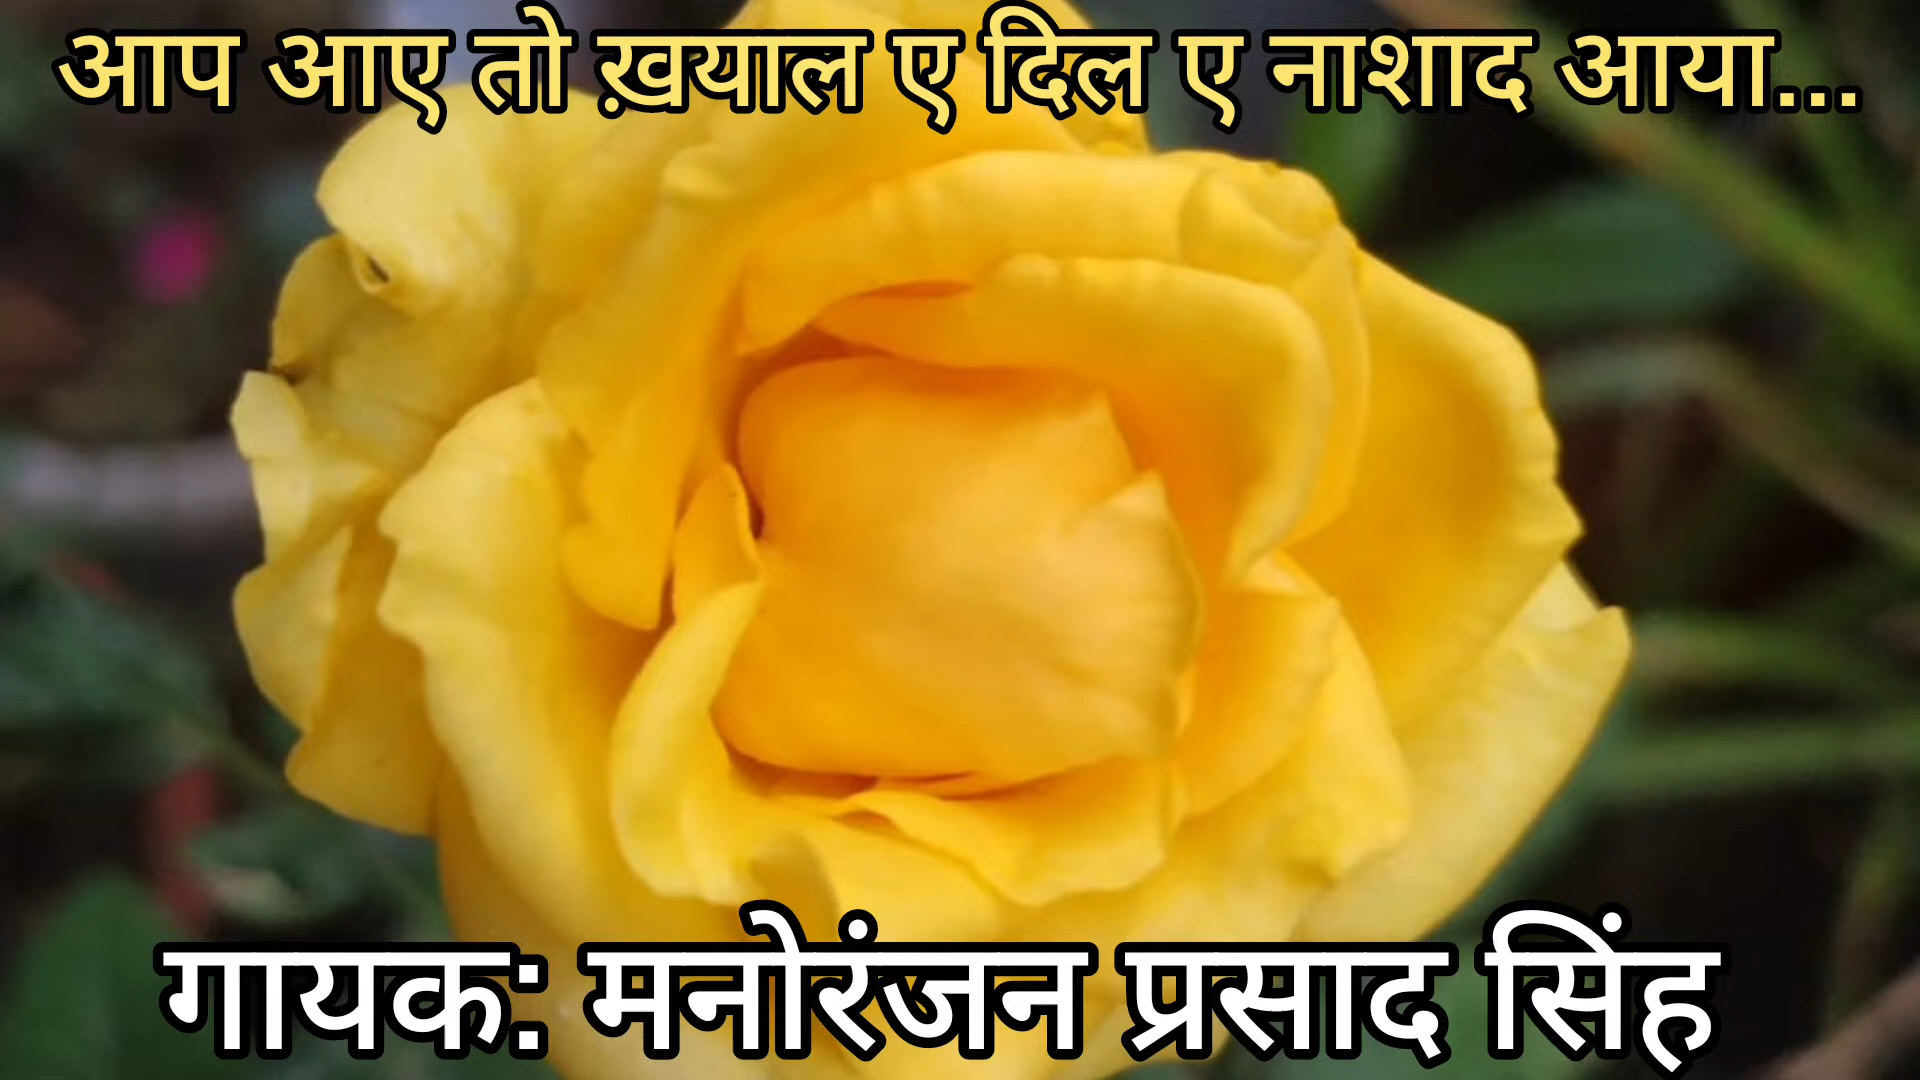 आप आए तो ख़याल ए दिल ए नाशाद आया...
गायक: मनोरंजन प्रसाद सिंह